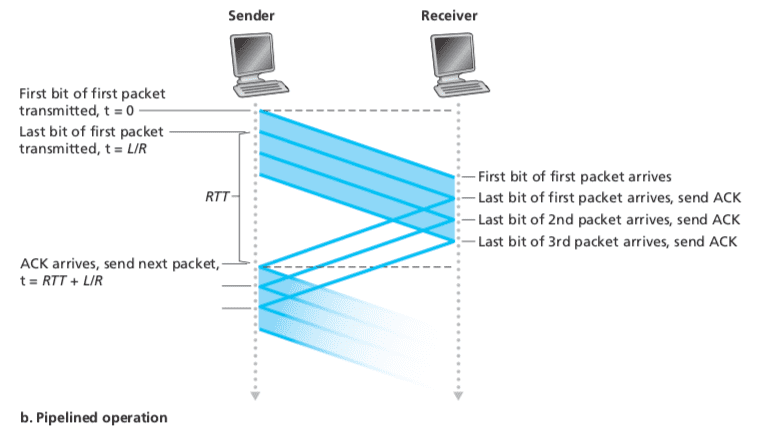 Sender
Receiver
First bit of first packet
transmitted, t = 0
Last bit of first packet
transmitted, t = L/R
RTT
First bit of first packet arrives
Last bit of first packet arrives, send ACK
Last bit of 2nd packet arrives, send ACK
Last bit of 3rd packet arrives, send ACK
ACK arrives, send next packet,
t = RTT + L/R
b. Pipelined operation